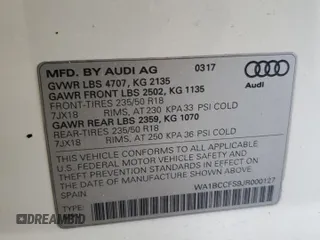 MFD. BY AUDI AG 0317
GVWR LBS 4707, KG 2135
GAWR FRONT LBS 2502, KG 1135
FRONT-TIRES 235/50 R18
7JX18 RIMS, AT 230 KPA 33 PSI COLD
GAWR REAR LBS 2359, KG 1070
REAR-TIRES 235/50 R18
7JX18 RIMS, AT 250 KPA 36 PSI COLD
Audi
THIS VEHICLE CONFORMS TO ALL APPLICABLE
U.S. FEDERAL MOTOR VEHICLE SAFETY, BUMPER,
AND THEFT PREVENTION STANDARDS IN EFFECT ON
THE DATE OF MANUFACTURE SHOWN ABOVE.
MPV
SPAIN
WA1BCCFS9JR000127
DREAMBID